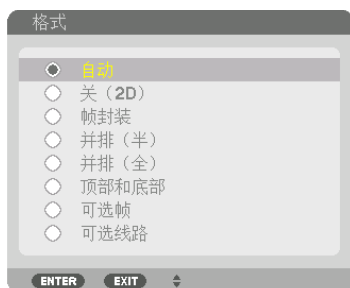 格式
自动
关（2D）
帧封装
并排（半）
并排（全）
顶部和底部
可选帧
可选线路
ENTER EXIT